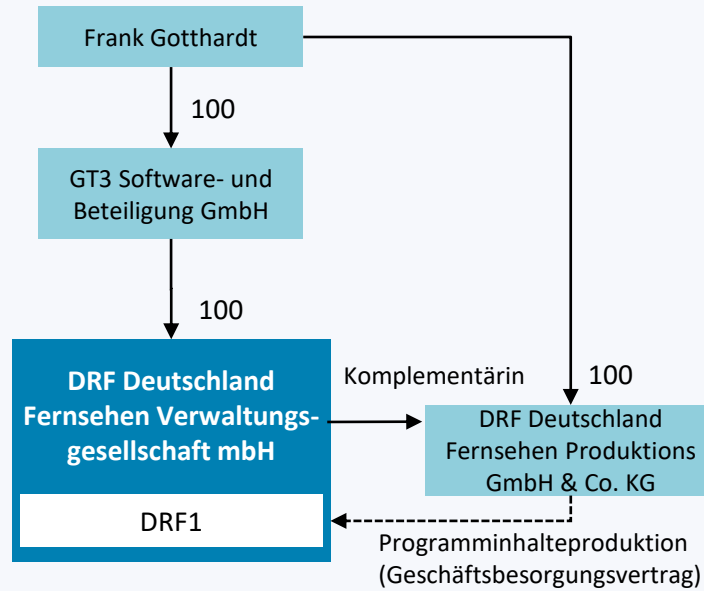 Frank Gotthardt
100
GT3 Software- und
Beteiligung GmbH
100
DRF Deutschland
Fernsehen Verwaltungs-
gesellschaft mbH
DRF1
Komplementärin
100
DRF Deutschland
Fernsehen Produktions
GmbH & Co. KG
Programminhalteproduktion
(Geschäftsbesorgungsvertrag)